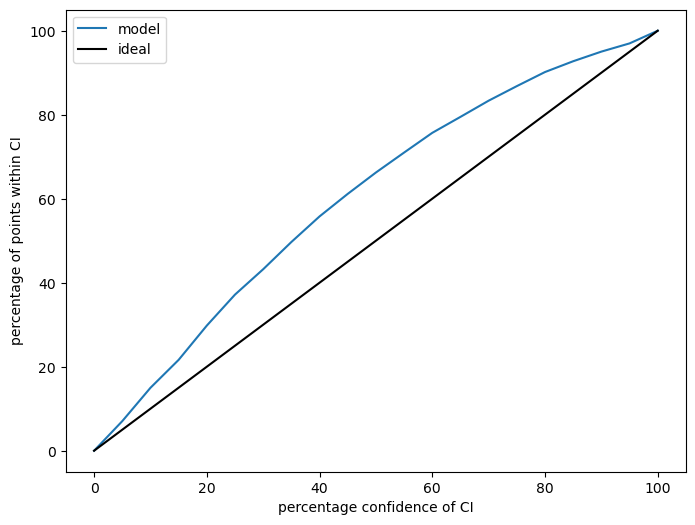 model
ideal
100
80
60
40
20
0
percentage of points within CI
0 20 40 60 80 100
percentage confidence of CI